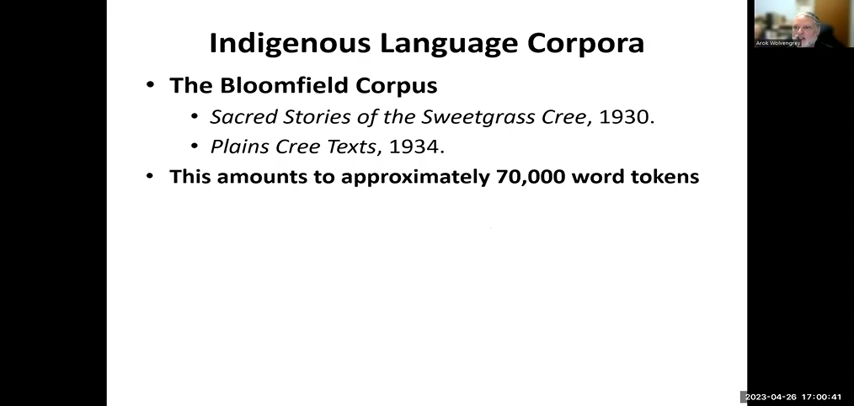 Indigenous Language Corpora
• The Bloomfield Corpus
• Sacred Stories of the Sweetgrass Cree, 1930.
• Plains Cree Texts, 1934.
• This amounts to approximately 70,000 word tokens
Arok Wolvengrey
2023-04-26 17:00:41